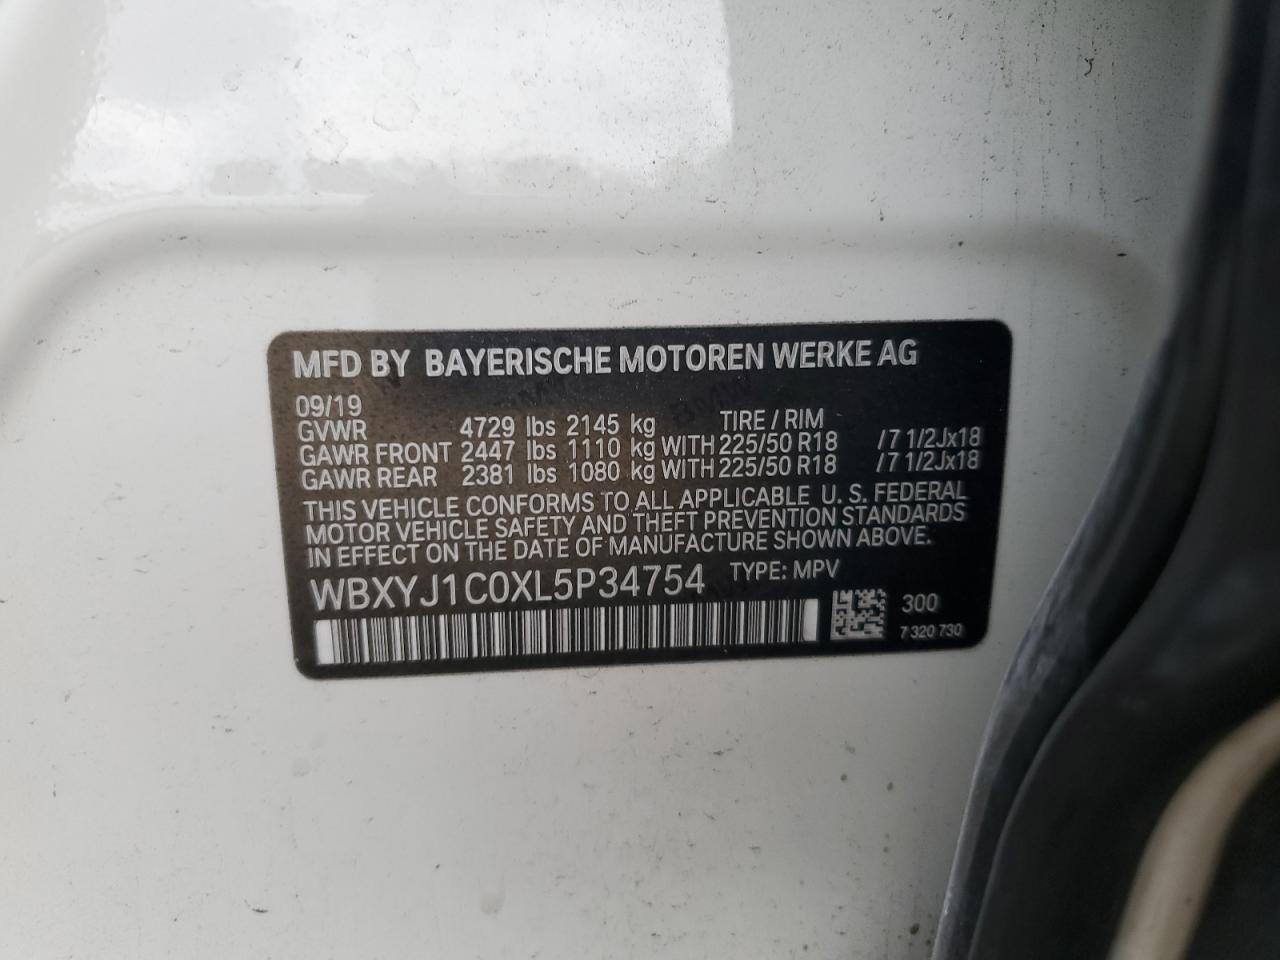 MFD BY BAYERISCHE MOTOREN WERKE AG
09/19
GVWR 4729 lbs 2145 kg TIRE / RIM
GAWR FRONT 2447 lbs 1110 kg WITH 225/50 R18 /7 1/2Jx18
GAWR REAR 2381 lbs 1080 kg WITH 225/50 R18 /7 1/2Jx18
THIS VEHICLE CONFORMS TO ALL APPLICABLE U. S. FEDERAL
MOTOR VEHICLE SAFETY AND THEFT PREVENTION STANDARDS
IN EFFECT ON THE DATE OF MANUFACTURE SHOWN ABOVE.
WBXYJ1C0XL5P34754 TYPE: MPV
300
7 320 730